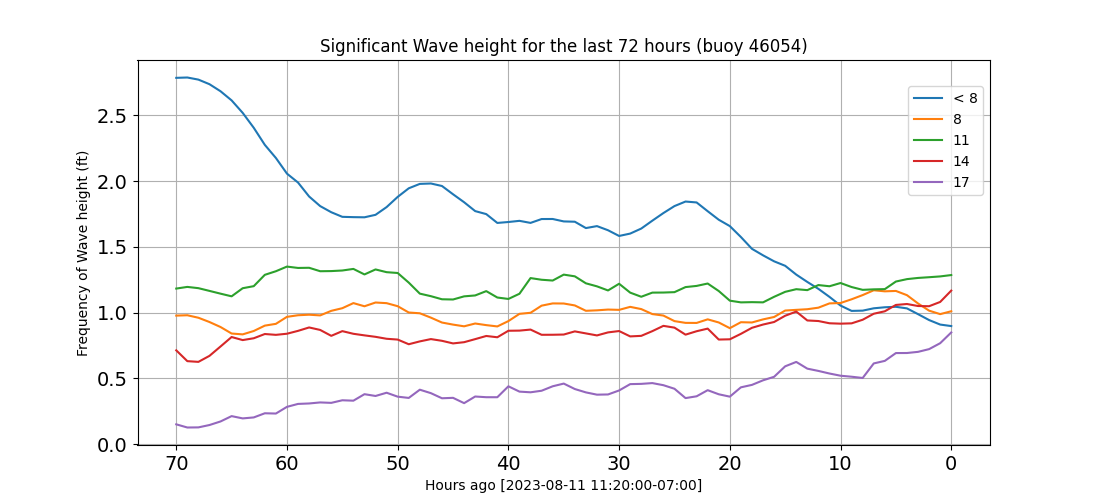 Significant Wave height for the last 72 hours (buoy 46054)
Frequency of Wave height (ft)
2.5
2.0
1.5
1.0
0.5
0.0
< 8
8
11
14
17
70 60 50 40 30 20 10 0
Hours ago [2023-08-11 11:20:00-07:00]